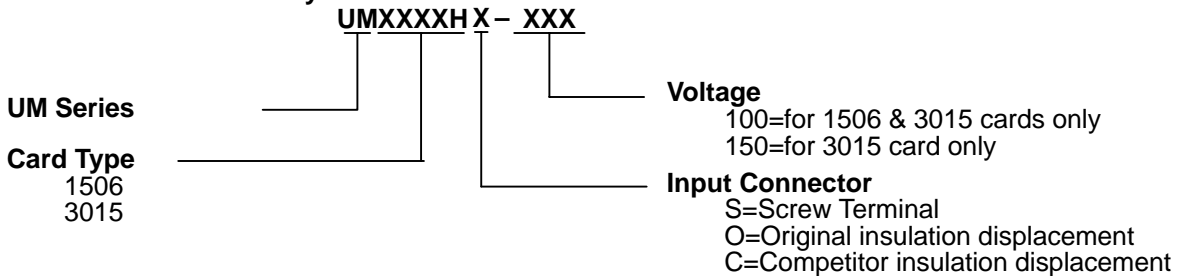 y
UMXXXXH X – XXX
UM Series
Card Type
1506
3015
Voltage
100=for 1506 & 3015 cards only
150=for 3015 card only
Input Connector
S=Screw Terminal
O=Original insulation displacement
C=Competitor insulation displacement